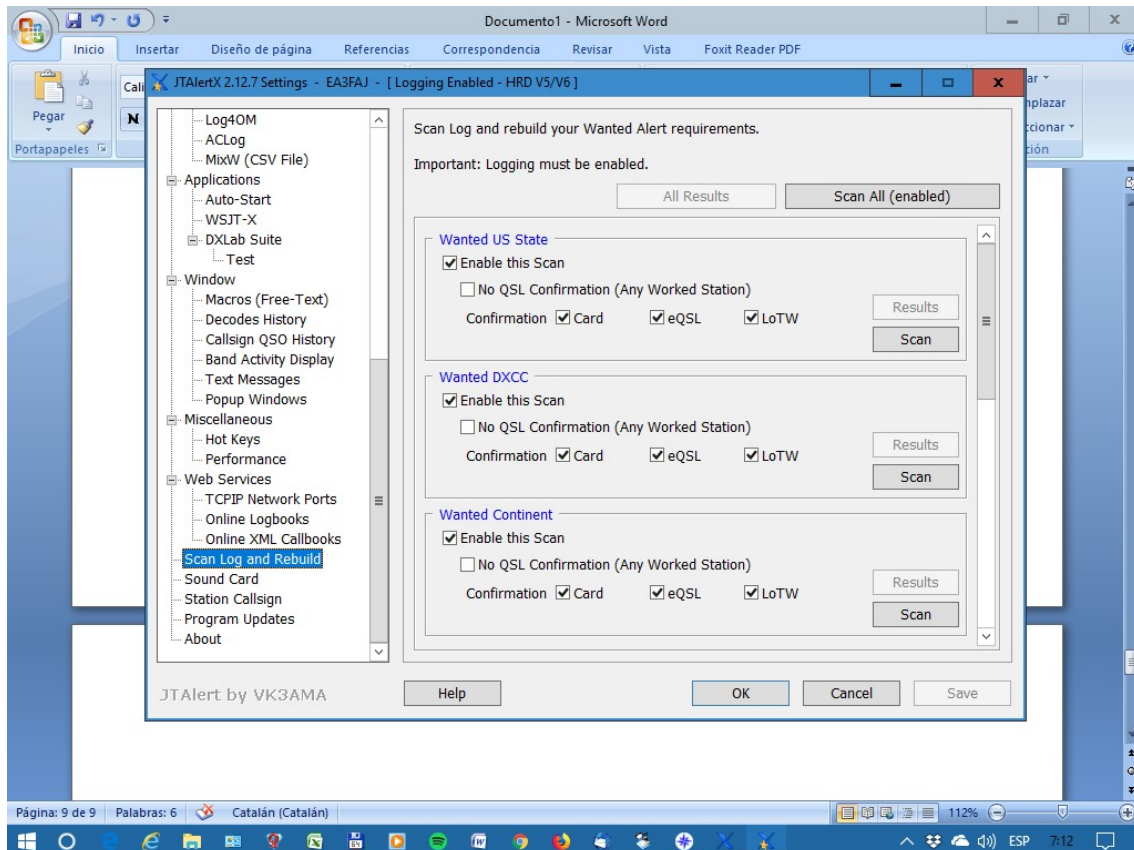 Documento1 - Microsoft Word
Inicio Insertar Diseño de página Referencias Correspondencia Revisar Vista Foxit Reader PDF
Pegar
Cali
N
Portapapeles
ar
mplazar
ccionar
ción
JTAlertX 2.12.7 Settings - EA3FAJ - [ Logging Enabled - HRD V5/V6 ]
Log4OM
ACLog
MixW (CSV File)
Applications
Auto-Start
WSJT-X
DXLab Suite
Test
Window
Macros (Free-Text)
Decodes History
Callsign QSO History
Band Activity Display
Text Messages
Popup Windows
Miscellaneous
Hot Keys
Performance
Web Services
TCPIP Network Ports
Online Logbooks
Online XML Callbooks
Scan Log and Rebuild
Sound Card
Station Callsign
Program Updates
About
Scan Log and rebuild your Wanted Alert requirements.
Important: Logging must be enabled.
All Results Scan All (enabled)
Wanted US State
Enable this Scan
No QSL Confirmation (Any Worked Station)
Confirmation Card eQSL LoTW
Results
Scan
Wanted DXCC
Enable this Scan
No QSL Confirmation (Any Worked Station)
Confirmation Card eQSL LoTW
Results
Scan
Wanted Continent
Enable this Scan
No QSL Confirmation (Any Worked Station)
Confirmation Card eQSL LoTW
Results
Scan
JTAlert by VK3AMA
Help OK Cancel Save
Página: 9 de 9 Palabras: 6 Catalán (Catalán) 112%
ESP 7:12